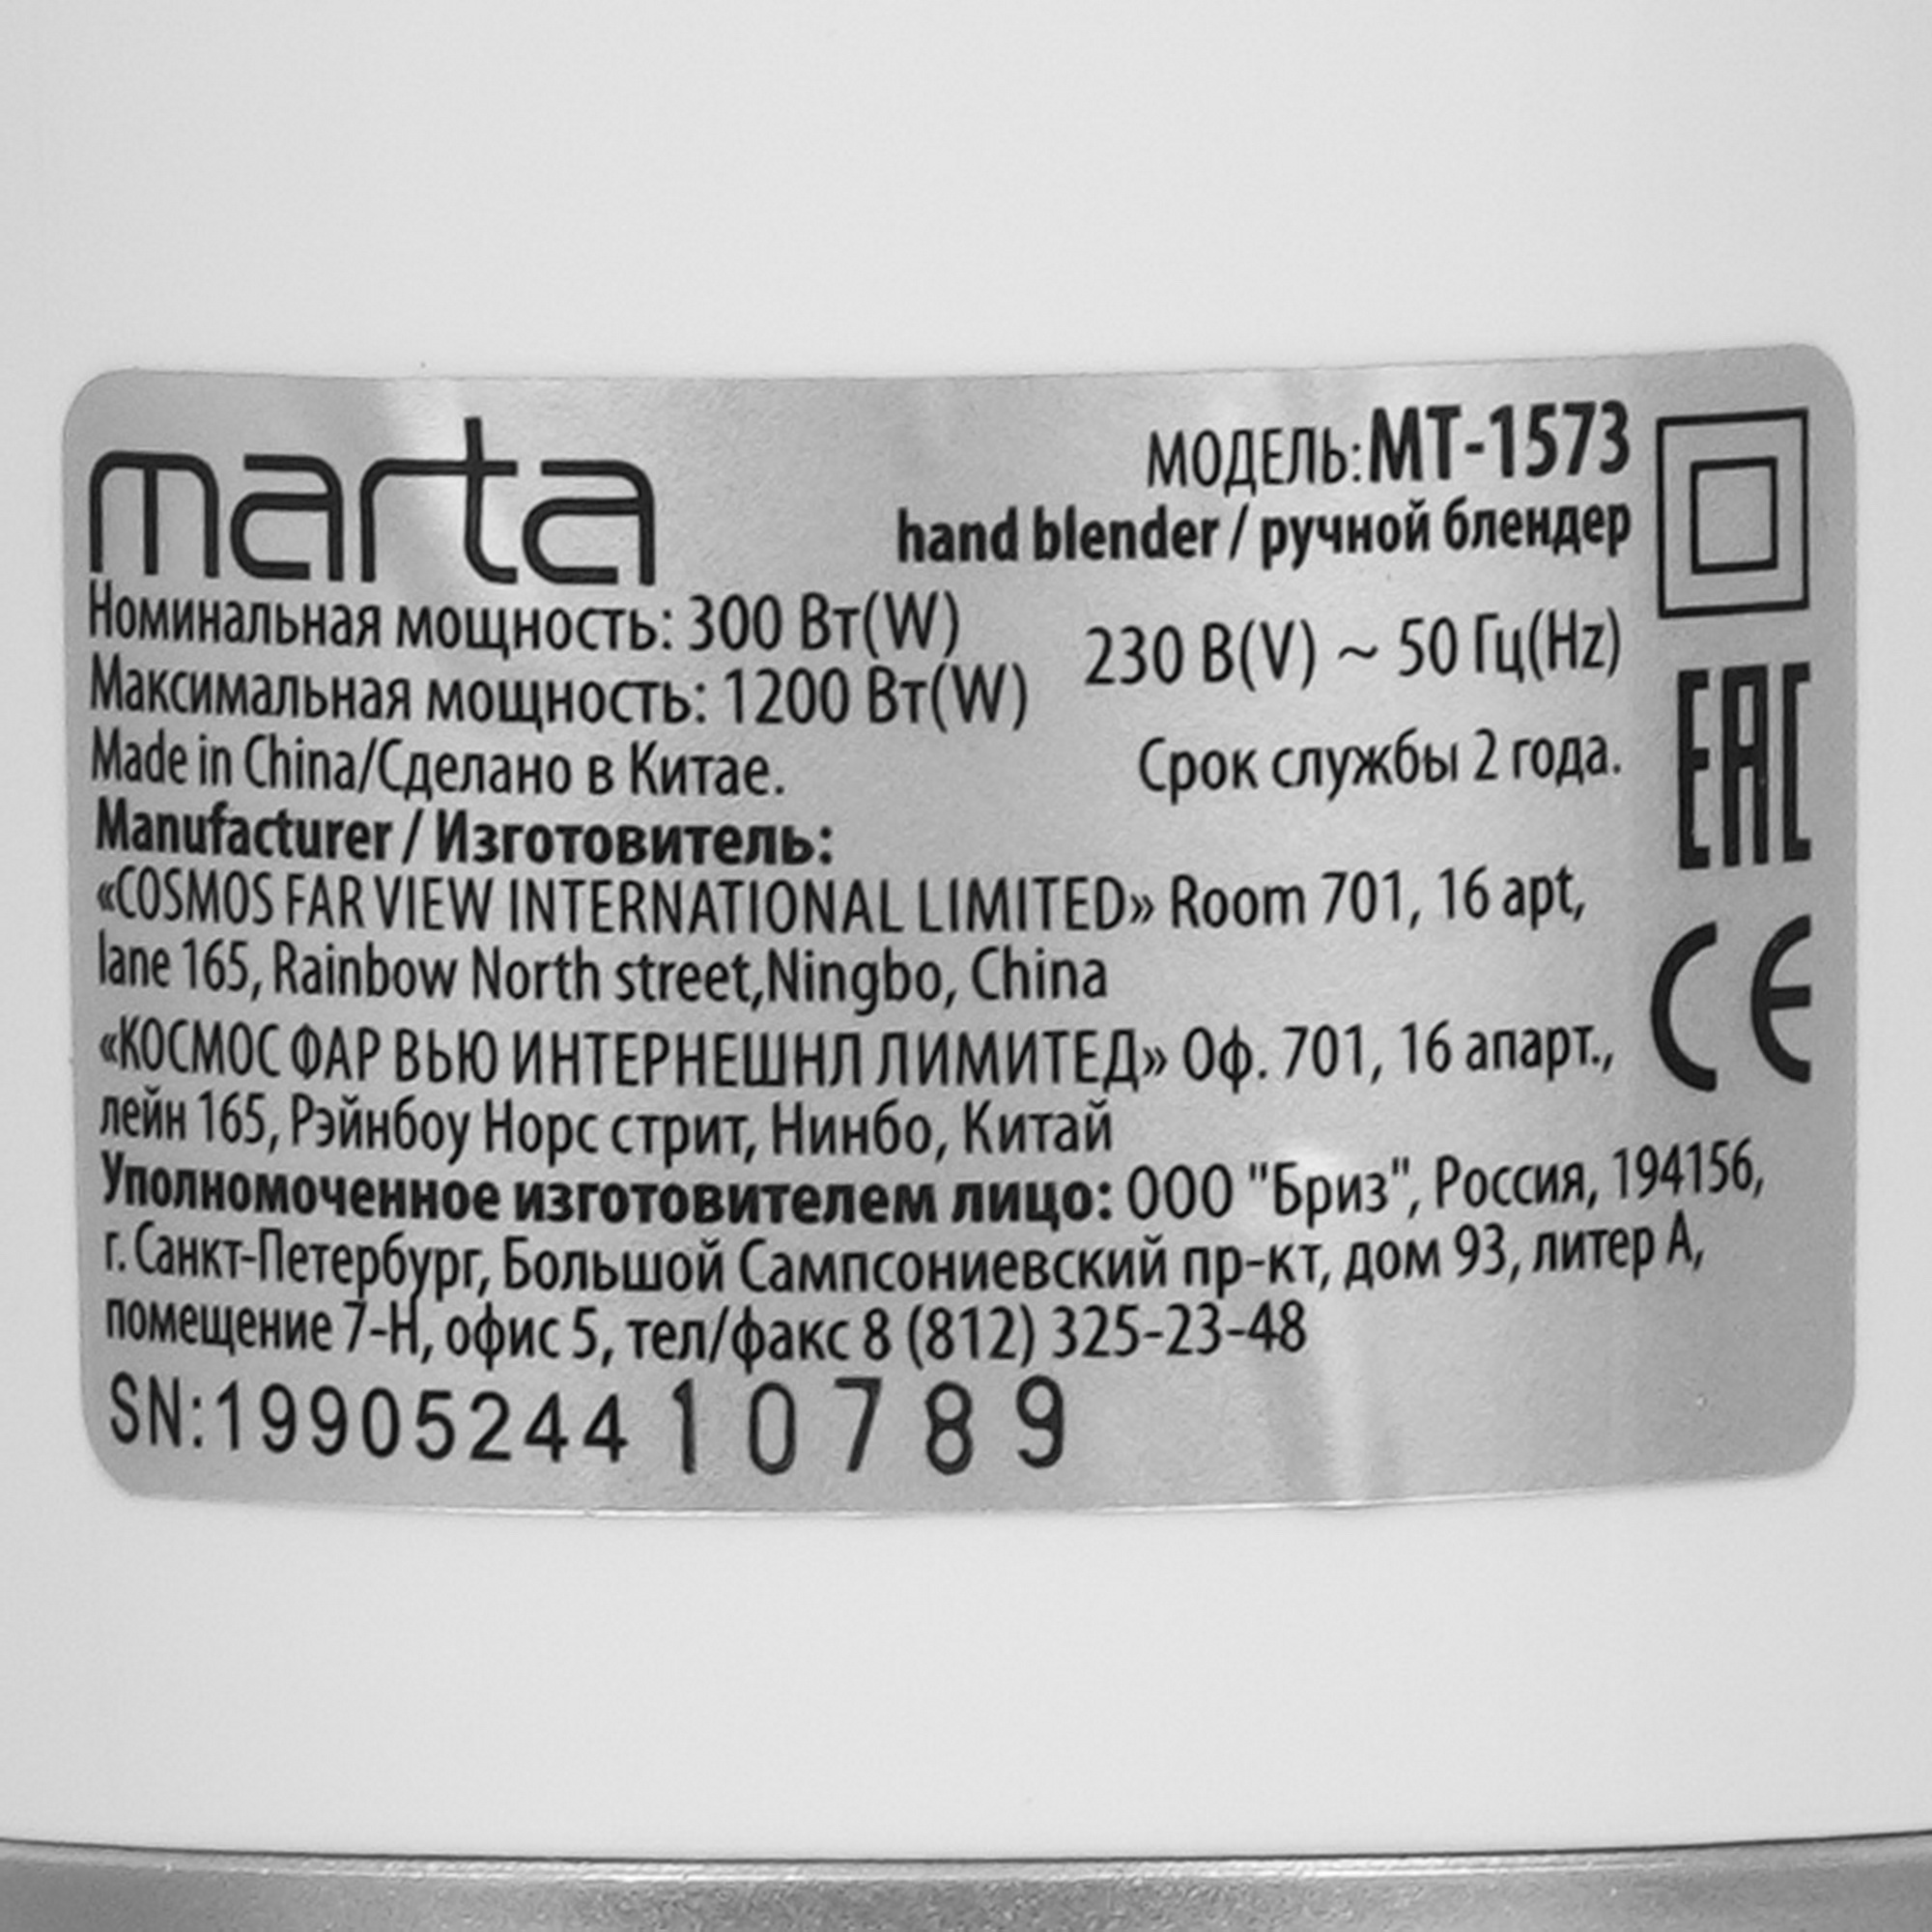 marta
МОДЕЛЬ: МТ-1573
hand blender / ручной блендер
Номинальная мощность: 300 Вт(W)
230 В(V) ~ 50 Гц(Hz)
Максимальная мощность: 1200 Вт(W)
Made in China/Сделано в Китае.
Срок службы 2 года.
EAC
CE
Manufacturer / Изготовитель:
«COSMOS FAR VIEW INTERNATIONAL LIMITED» Room 701, 16 apt,
lane 165, Rainbow North street,Ningbo, China
«КОСМОС ФАР ВЬЮ ИНТЕРНЕШНЛ ЛИМИТЕД» Оф. 701, 16 апарт.,
лейн 165, Рэйнбоу Норс стрит, Нинбо, Китай
Уполномоченное изготовителем лицо: ООО "Бриз", Россия, 194156,
г. Санкт-Петербург, Большой Сампсониевский пр-кт, дом 93, литер А,
помещение 7-Н, офис 5, тел/факс 8 (812) 325-23-48
SN:19905244 10789